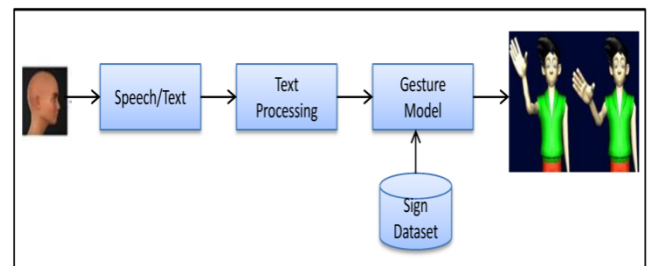 Speech/Text
Text
Processing
Gesture
Model
Sign
Dataset